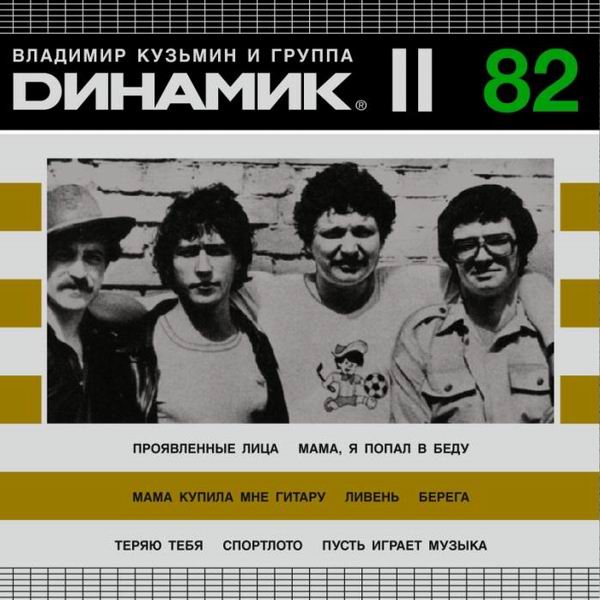 ВЛАДИМИР КУЗЬМИН И ГРУППА
ДИНАМИК® II 82
ПРОЯВЛЕННЫЕ ЛИЦА МАМА, Я ПОПАЛ В БЕДУ
МАМА КУПИЛА МНЕ ГИТАРУ ЛИВЕНЬ БЕРЕГА
ТЕРЯЮ ТЕБЯ СПОРТЛОТО ПУСТЬ ИГРАЕТ МУЗЫКА